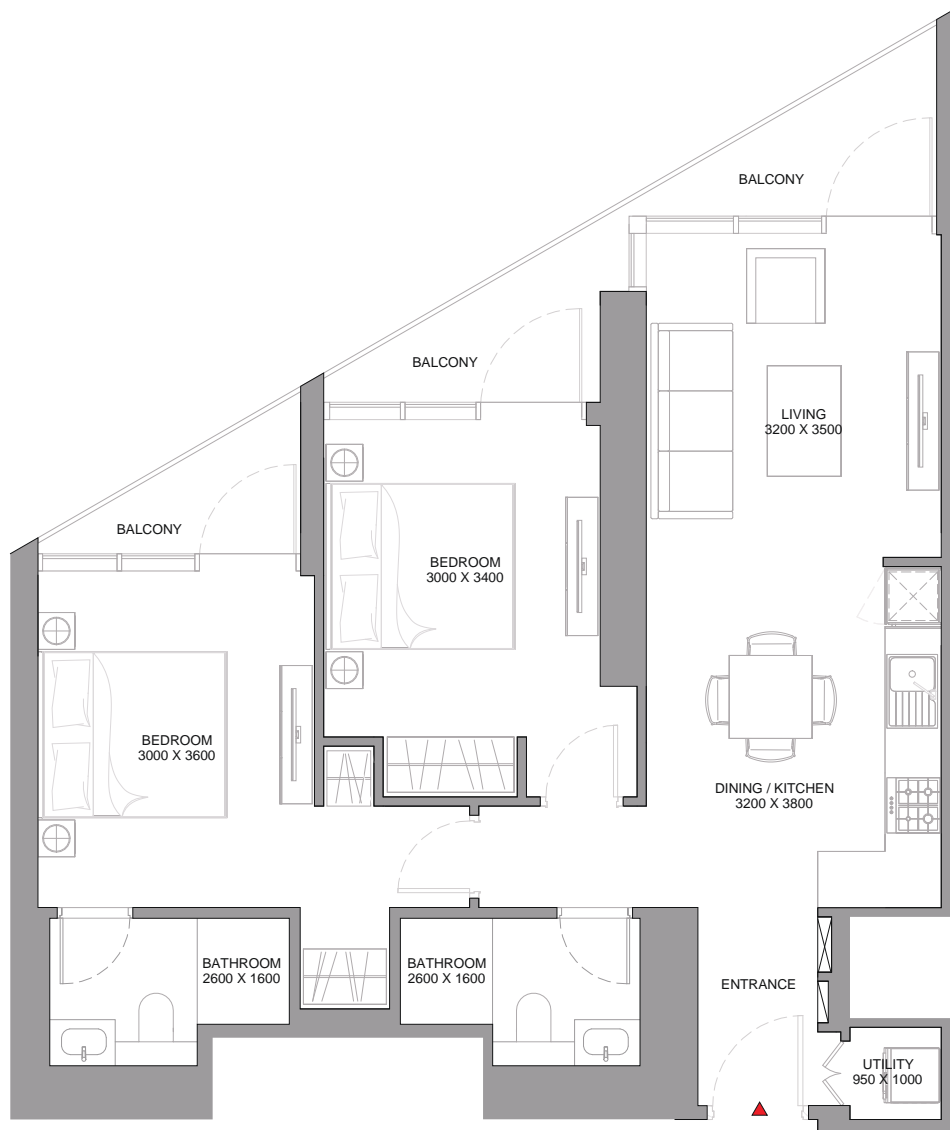 BALCONY
BALCONY
LIVING
3200 X 3500
BALCONY
BEDROOM
3000 X 3400
BEDROOM
3000 X 3600
DINING / KITCHEN
3200 X 3800
BATHROOM
2600 X 1600
BATHROOM
2600 X 1600
ENTRANCE
UTILITY
950 X 1000